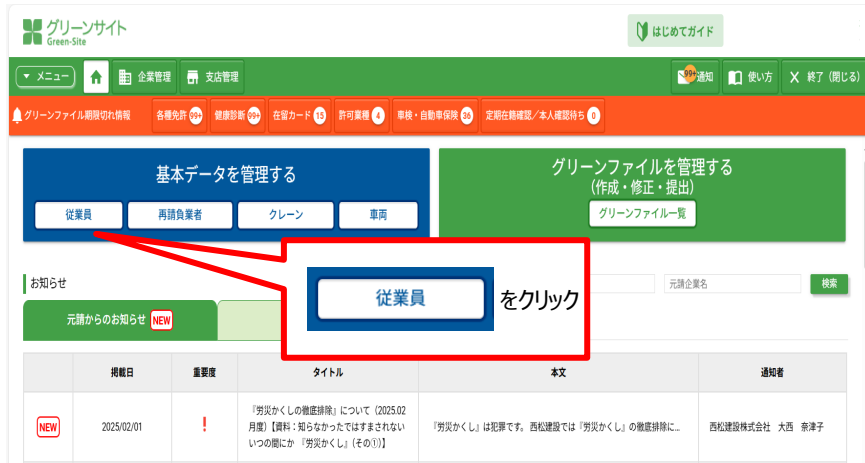 グリーンサイト
Green-Site
はじめてガイド
メニュー 企業管理 支店管理 99+ 通知 使い方 X 終了（閉じる）
グリーンファイル期限切れ情報 各種免許 99+ 健康診断 99+ 在留カード 15 許可業種 4 車検・自動車保険 36 定期在籍確認／本人確認待ち 0
基本データを管理する
従業員 再請負業者 クレーン 車両
グリーンファイルを管理する
（作成・修正・提出）
グリーンファイル一覧
従業員 をクリック
お知らせ
元請企業名 検索
元請からのお知らせ NEW
掲載日 重要度 タイトル 本文 通知者
NEW 2025/02/01 ! 『労災かくしの徹底排除』について（2025.02
月度）【資料：知らなかったではすまされない
いつの間にか 『労災かくし』（その①）】
『労災かくし』は犯罪です。 西松建設では『労災かくし』の徹底排除に... 西松建設株式会社 大西 奈津子